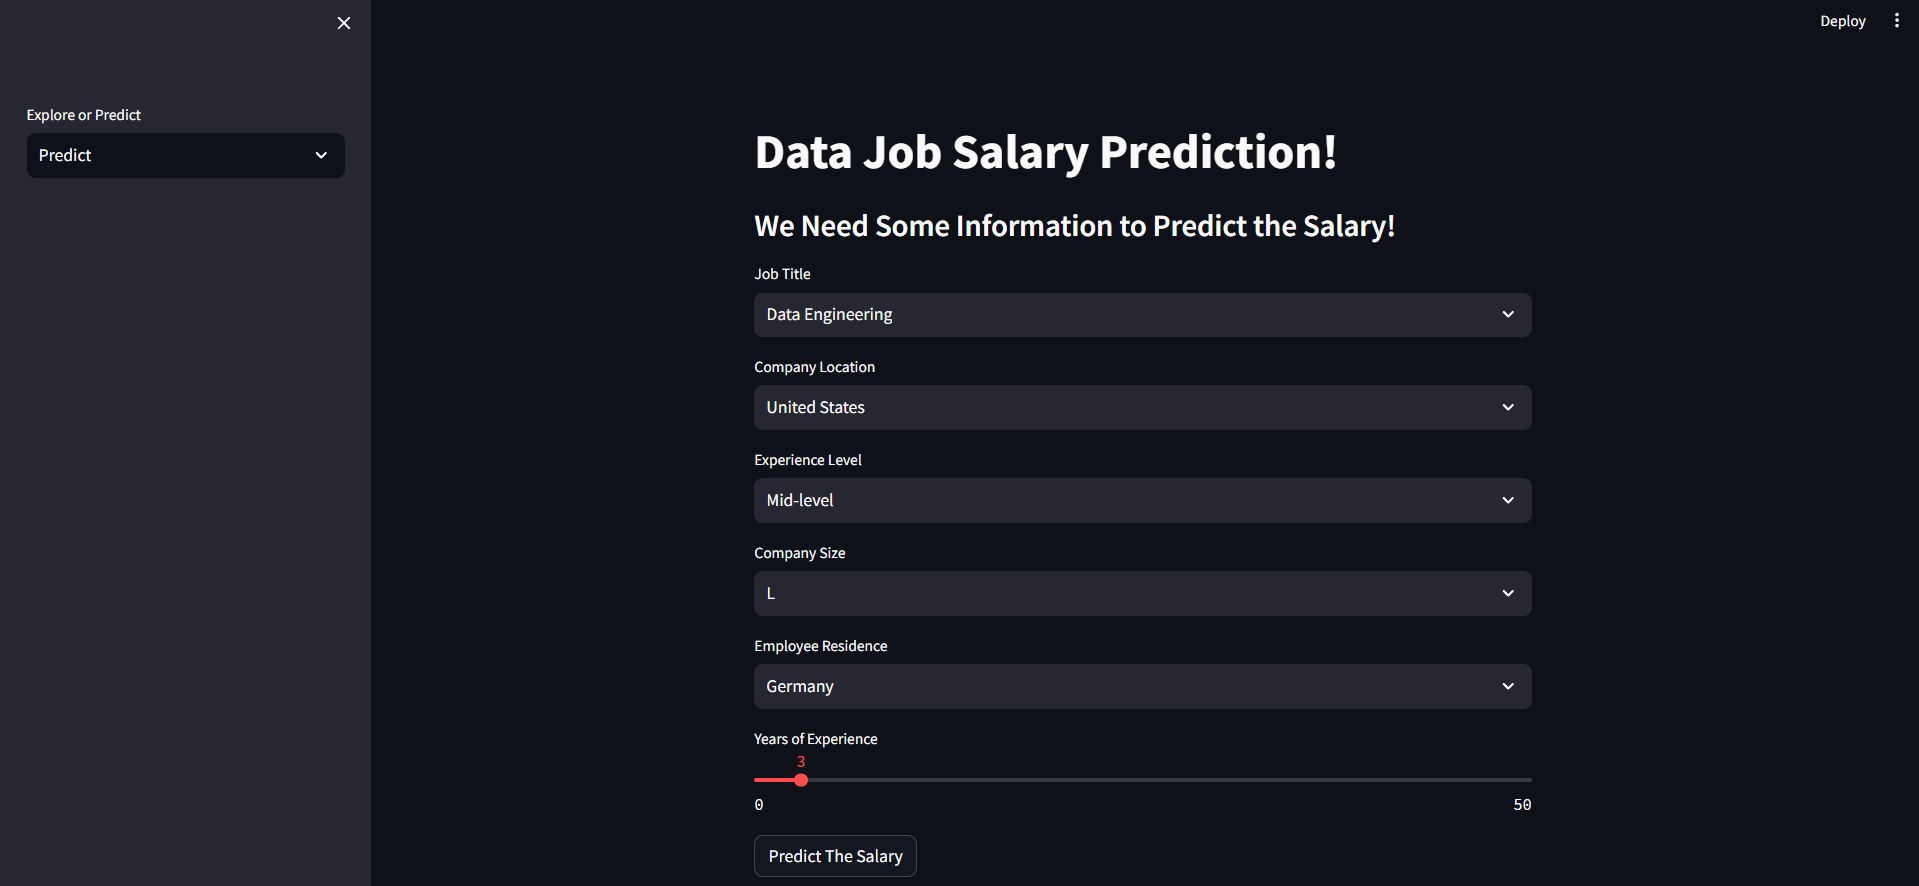 Deploy
Explore or Predict
Predict
Data Job Salary Prediction!
We Need Some Information to Predict the Salary!
Job Title
Data Engineering
Company Location
United States
Experience Level
Mid-level
Company Size
L
Employee Residence
Germany
Years of Experience
3
0 50
Predict The Salary